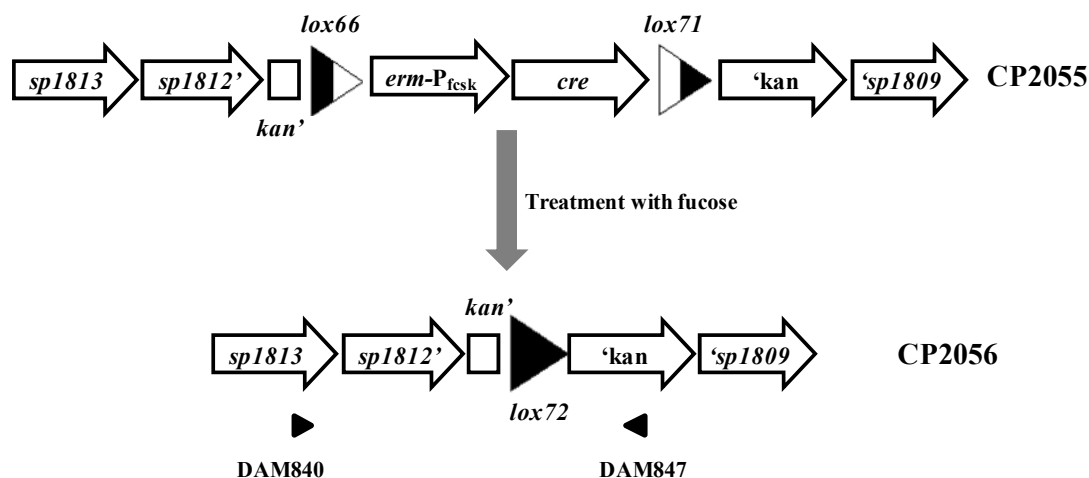 lox66 lox71
sp1813 sp1812’ erm-Pfcsk cre ‘kan ‘sp1809 CP2055
kan’
Treatment with fucose
kan’
sp1813 sp1812’ ‘kan ‘sp1809 CP2056
lox72
DAM840 DAM847